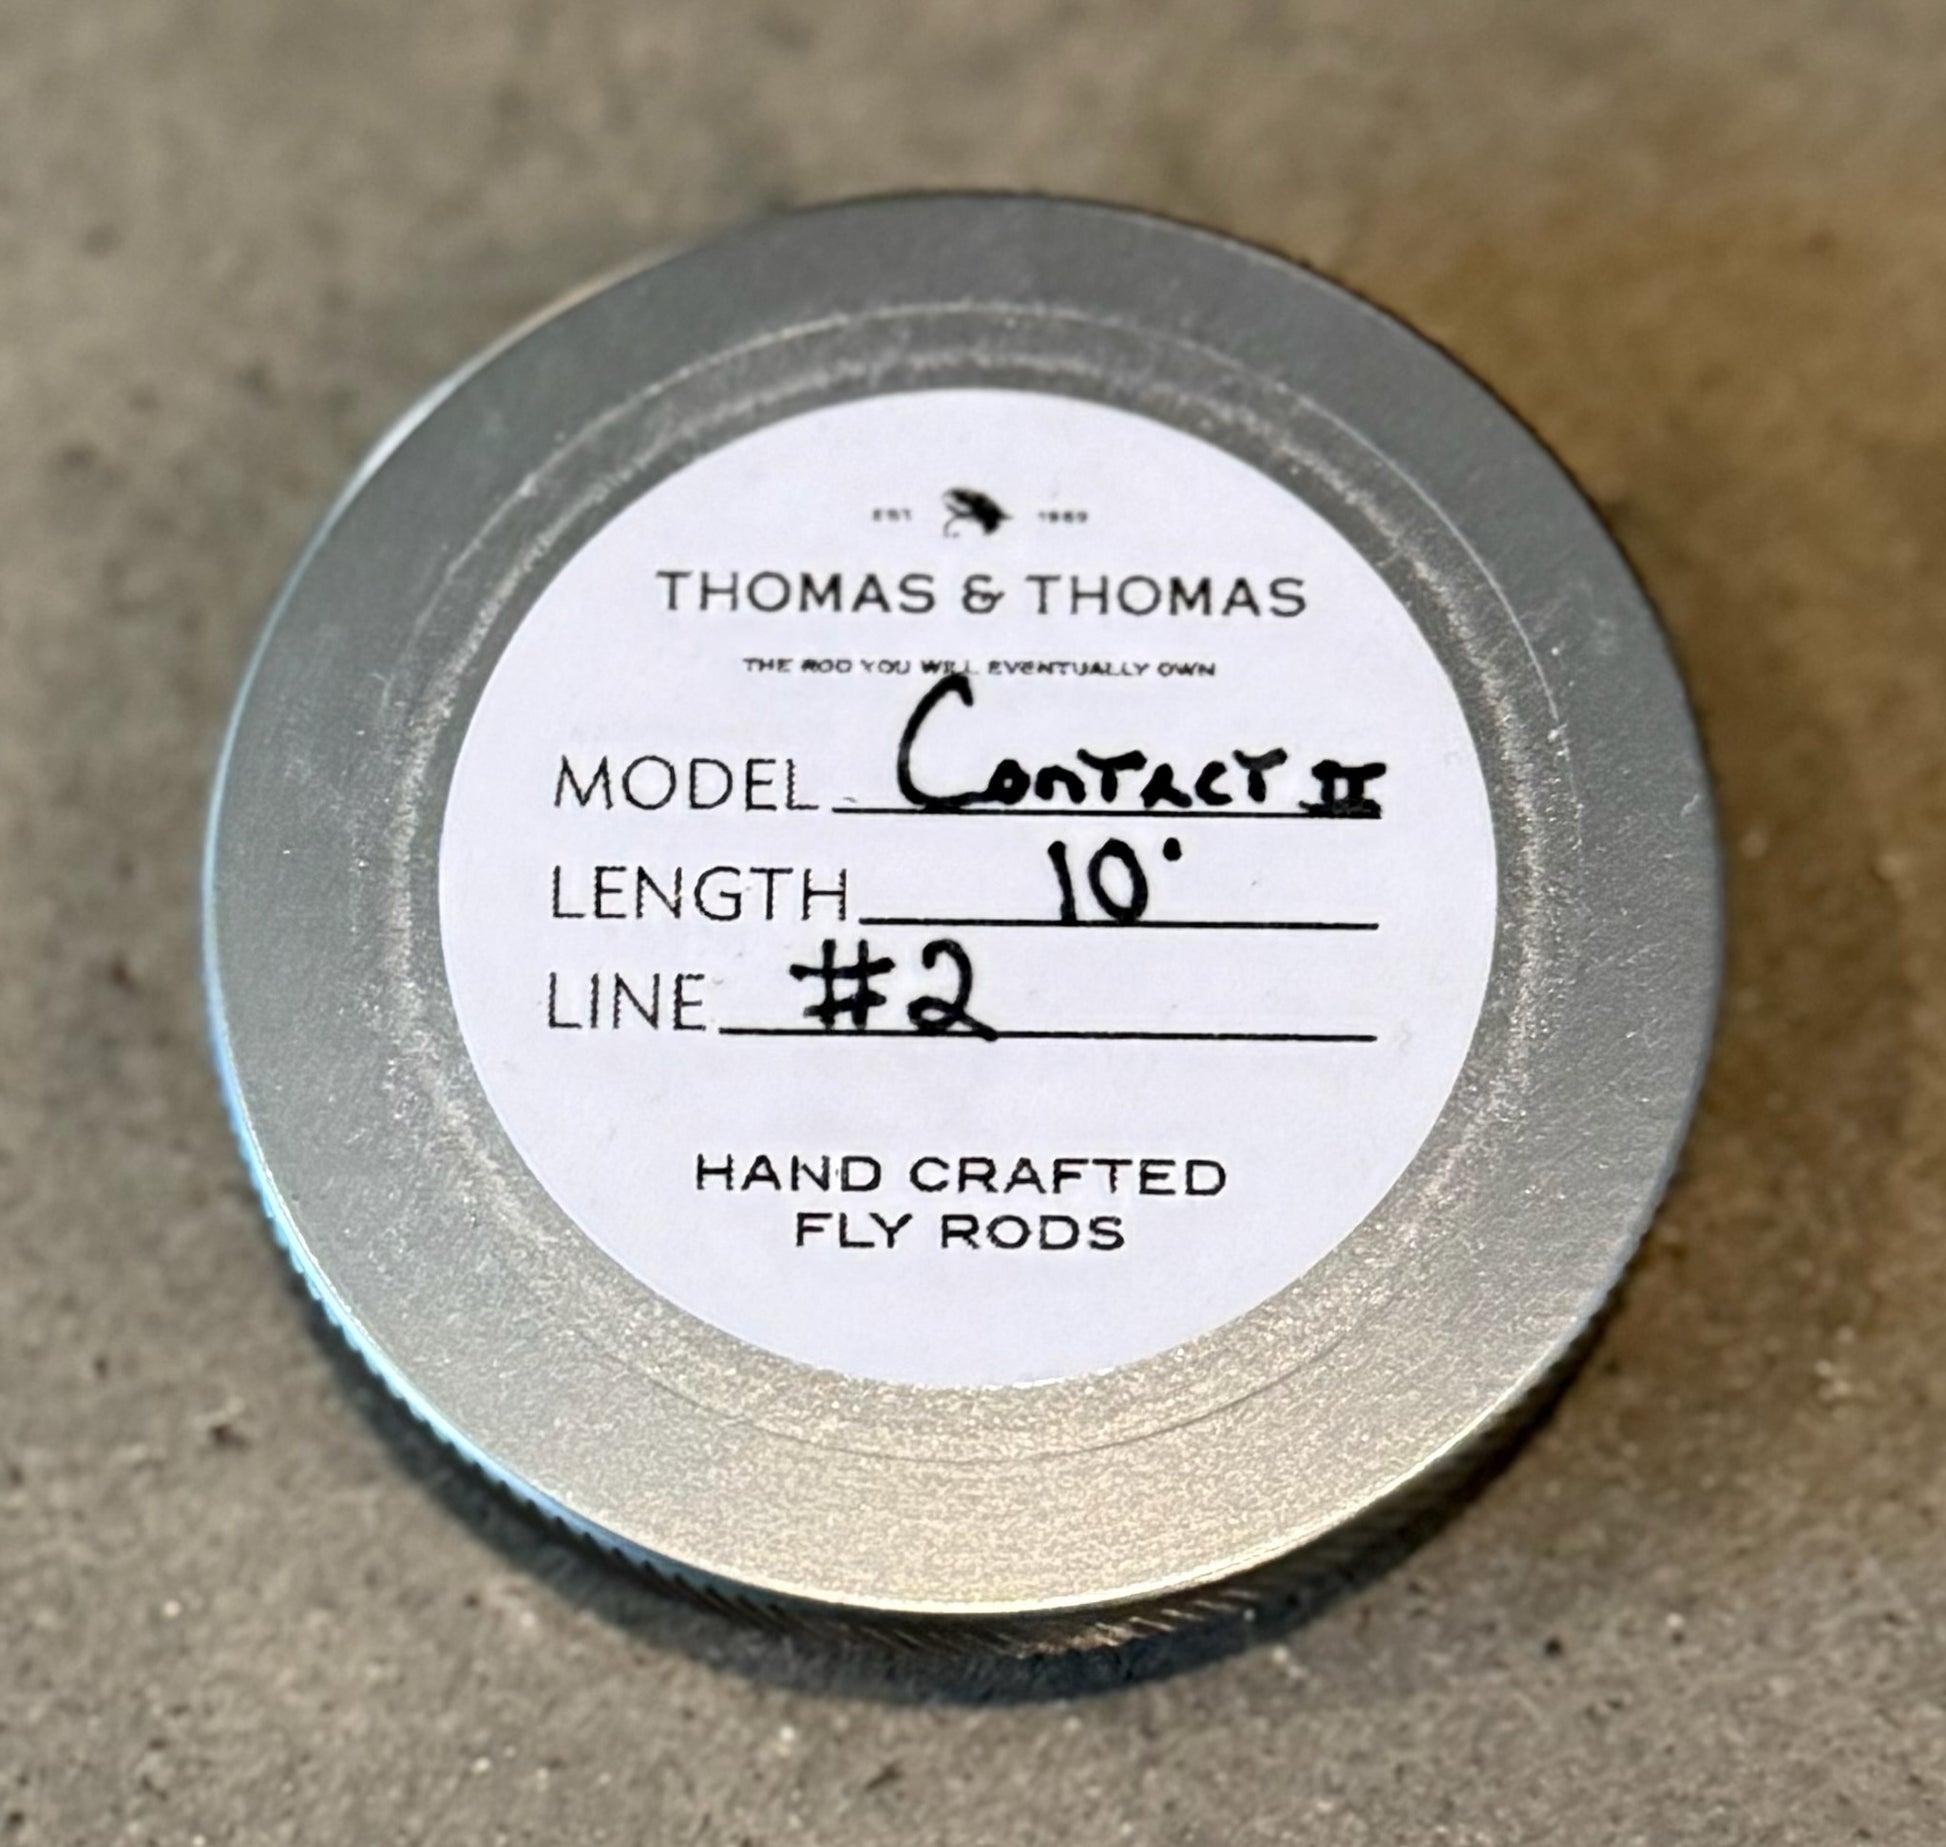 EST 1969
THOMAS & THOMAS
THE ROD YOU WILL EVENTUALLY OWN
MODEL Contact II
LENGTH 10'
LINE #2
HAND CRAFTED
FLY RODS